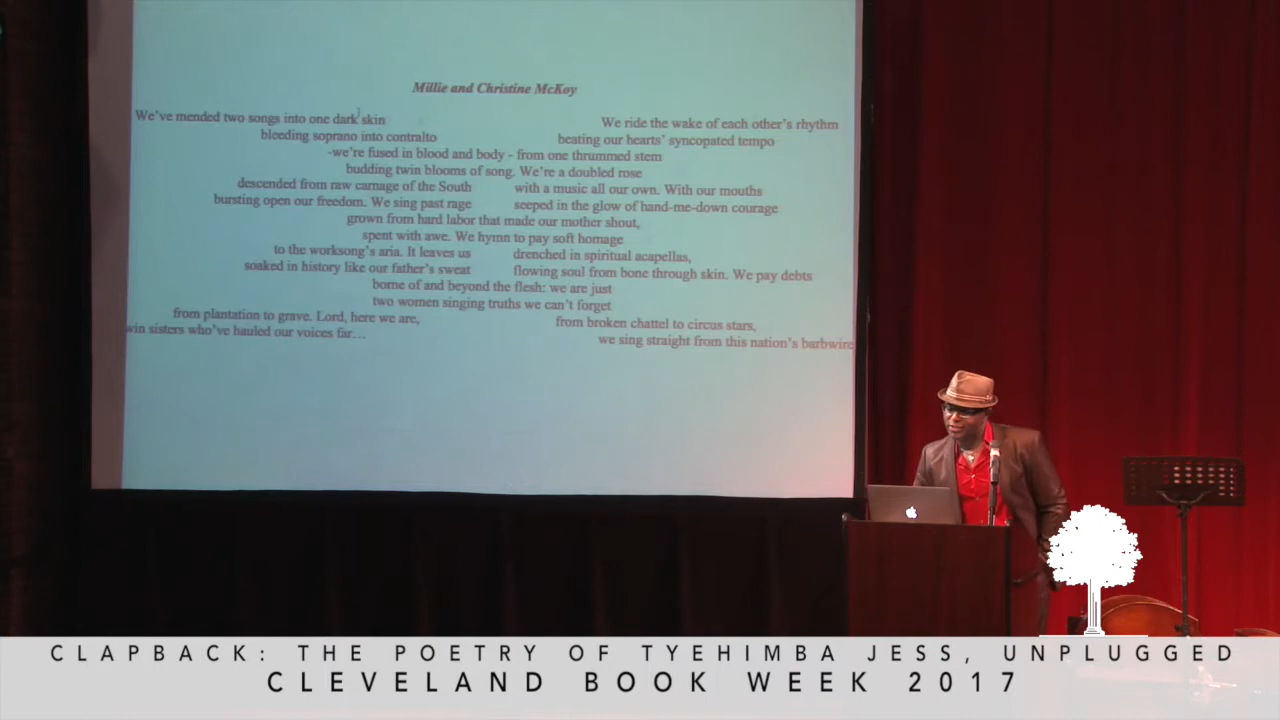 Millie and Christine McKoy
We've mended two songs into one dark skin We ride the wake of each other's rhythm
bleeding soprano into contralto beating our hearts' syncopated tempo
-we're fused in blood and body - from one thrummed stem
budding twin blooms of song. We're a doubled rose
descended from raw carnage of the South with a music all our own. With our mouths
bursting open our freedom. We sing past rage seeped in the glow of hand-me-down courage
grown from hard labor that made our mother shout,
spent with awe. We hymn to pay soft homage
to the worksong's aria. It leaves us drenched in spiritual acapellas,
soaked in history like our father's sweat flowing soul from bone through skin. We pay debts
borne of and beyond the flesh: we are just
two women singing truths we can't forget
from plantation to grave. Lord, here we are, from broken chattel to circus stars,
win sisters who've hauled our voices far… we sing straight from this nation's barbwire
CLAPBACK: THE POETRY OF TYEHIMBA JESS, UNPLUGGED
CLEVELAND BOOK WEEK 2017